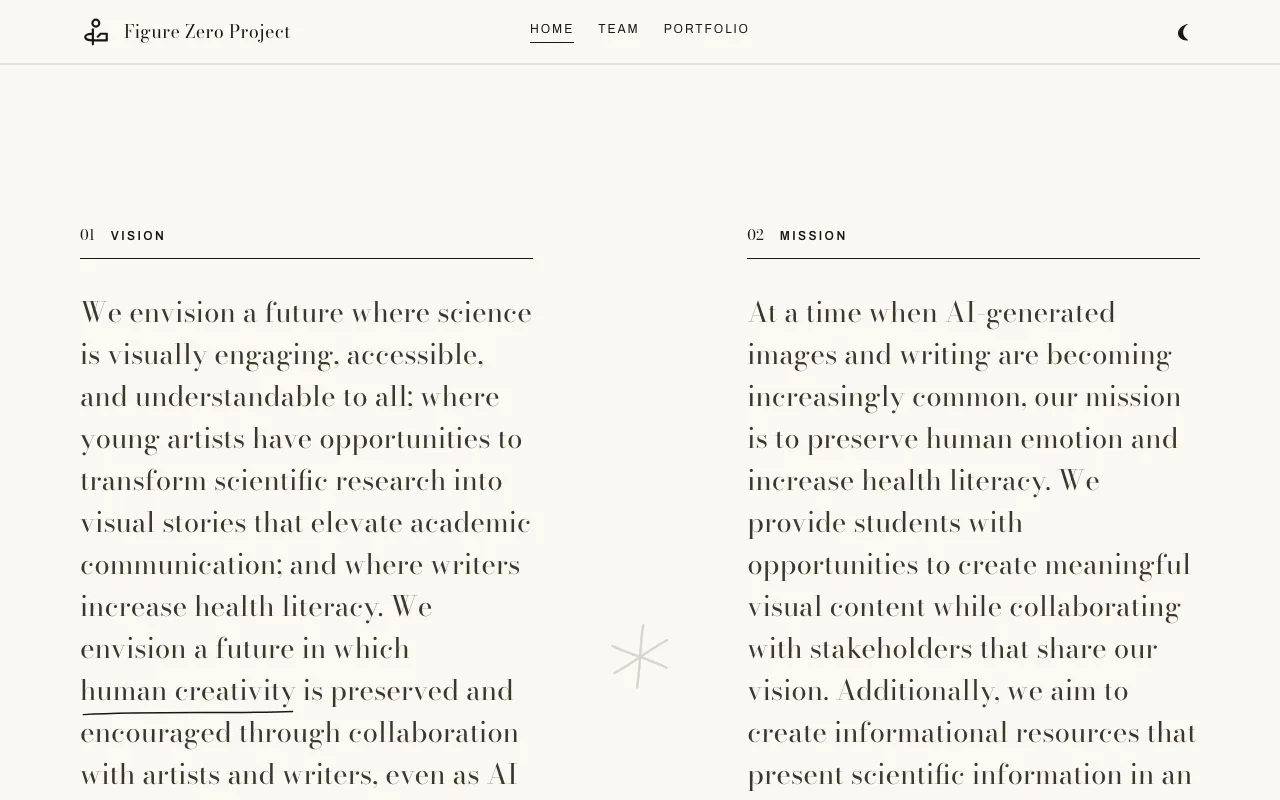 Figure Zero Project
HOME
TEAM
PORTFOLIO
01 VISION
We envision a future where science
is visually engaging, accessible,
and understandable to all; where
young artists have opportunities to
transform scientific research into
visual stories that elevate academic
communication; and where writers
increase health literacy. We
envision a future in which
human creativity is preserved and
encouraged through collaboration
with artists and writers, even as AI
02 MISSION
At a time when AI-generated
images and writing are becoming
increasingly common, our mission
is to preserve human emotion and
increase health literacy. We
provide students with
opportunities to create meaningful
visual content while collaborating
with stakeholders that share our
vision. Additionally, we aim to
create informational resources that
present scientific information in an